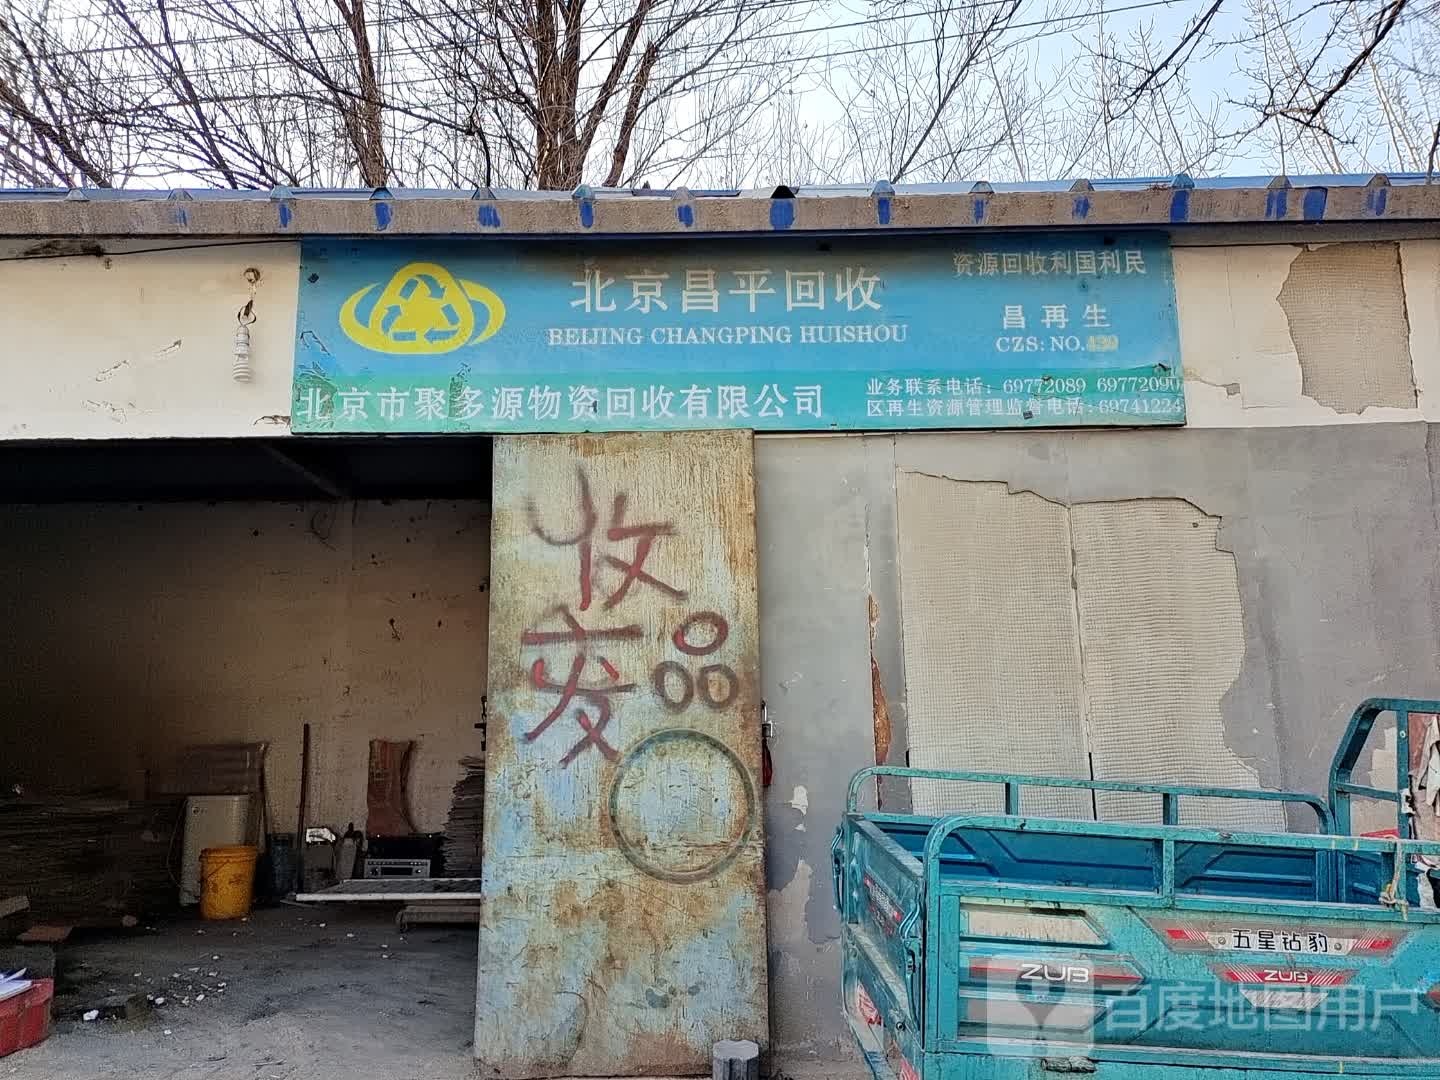 资源回收利国利民
北京昌平回收
昌再生
BEIJING CHANGPING HUISHOU
CZS: NO.439
北京市聚多源物资回收有限公司
业务联系电话：69772089 69772090
区再生资源管理监督电话：69741224
收
废品
五星钻豹
ZUB
ZUB
百度地图用户